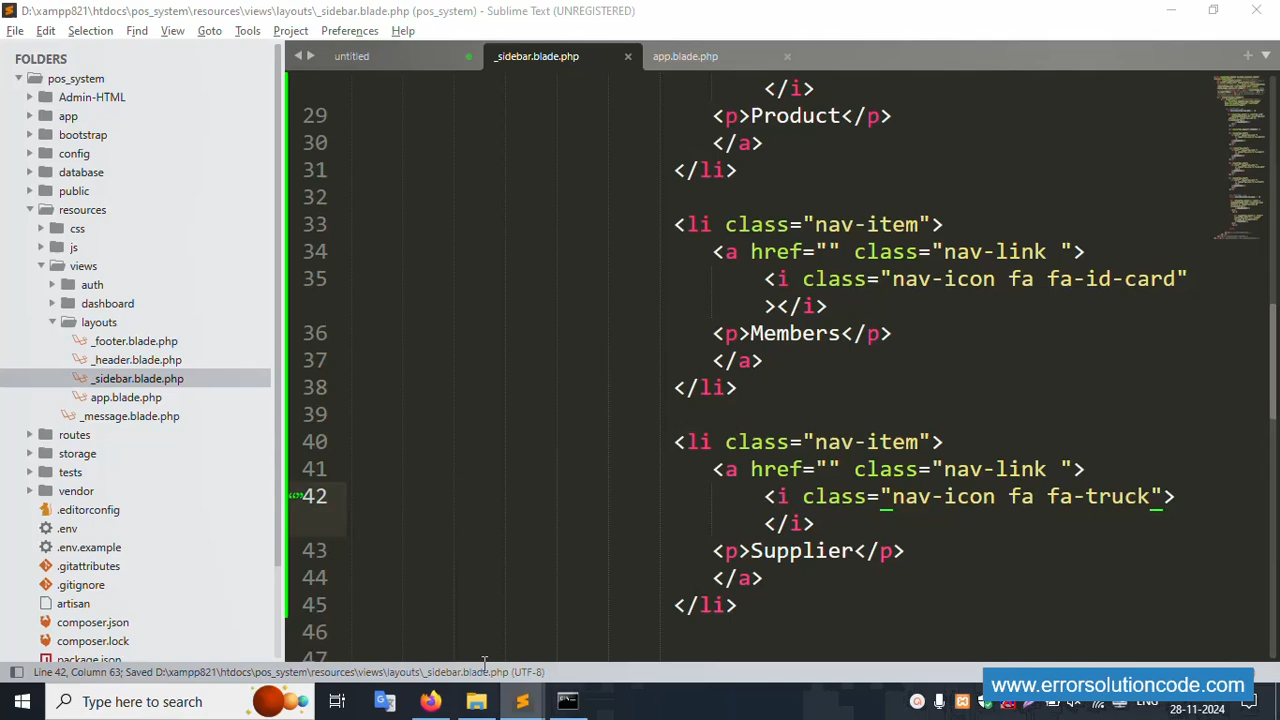 D:\xampp821\htdocs\pos_system\resources\views\layouts\_sidebar.blade.php (pos_system) - Sublime Text (UNREGISTERED)
File Edit Selection Find View Goto Tools Project Preferences Help
FOLDERS
pos_system
Admin-HTML
app
bootstrap
config
database
public
resources
css
js
views
auth
dashboard
layouts
_footer.blade.php
_header.blade.php
_sidebar.blade.php
app.blade.php
_message.blade.php
routes
storage
tests
vendor
.editorconfig
.env
.env.example
.gitattributes
.gitignore
artisan
composer.json
composer.lock
package.json
untitled _sidebar.blade.php app.blade.php
</i>
29 <p>Product</p>
30 </a>
31 </li>
32
33 <li class="nav-item">
34 <a href="" class="nav-link ">
35 <i class="nav-icon fa fa-id-card"
></i>
36 <p>Members</p>
37 </a>
38 </li>
39
40 <li class="nav-item">
41 <a href="" class="nav-link ">
42 <i class="nav-icon fa fa-truck">
</i>
43 <p>Supplier</p>
44 </a>
45 </li>
46
47
Line 42, Column 63; Saved D:\xampp821\htdocs\pos_system\resources\views\layouts\_sidebar.blade.php (UTF-8)
www.errorsolutioncode.com
Type here to search
ENG
28-11-2024